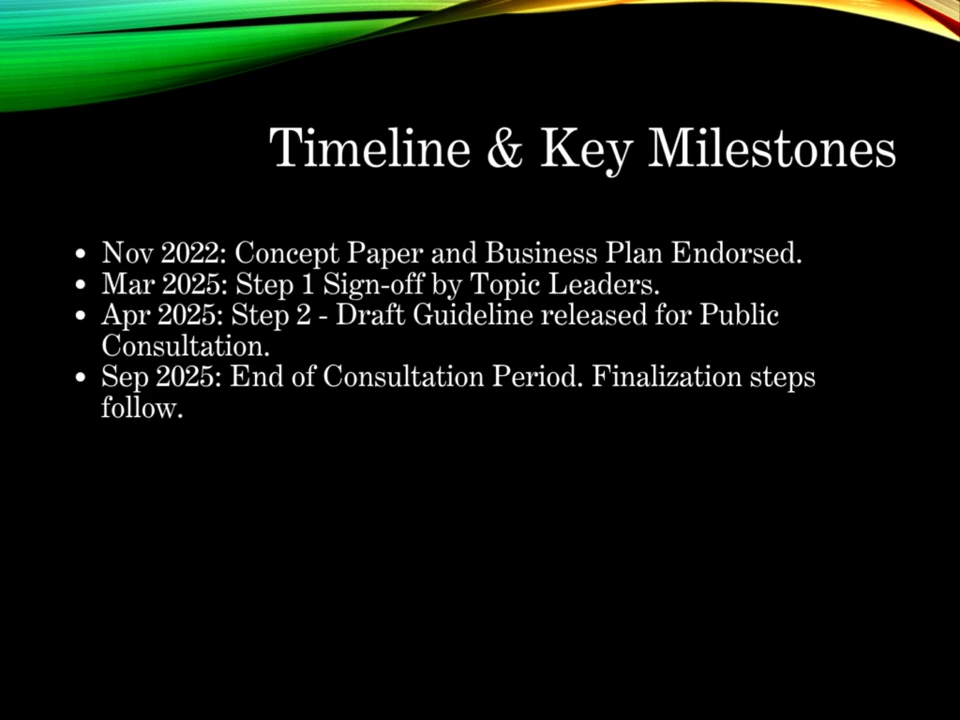 Timeline & Key Milestones
• Nov 2022: Concept Paper and Business Plan Endorsed.
• Mar 2025: Step 1 Sign-off by Topic Leaders.
• Apr 2025: Step 2 - Draft Guideline released for Public
Consultation.
• Sep 2025: End of Consultation Period. Finalization steps
follow.